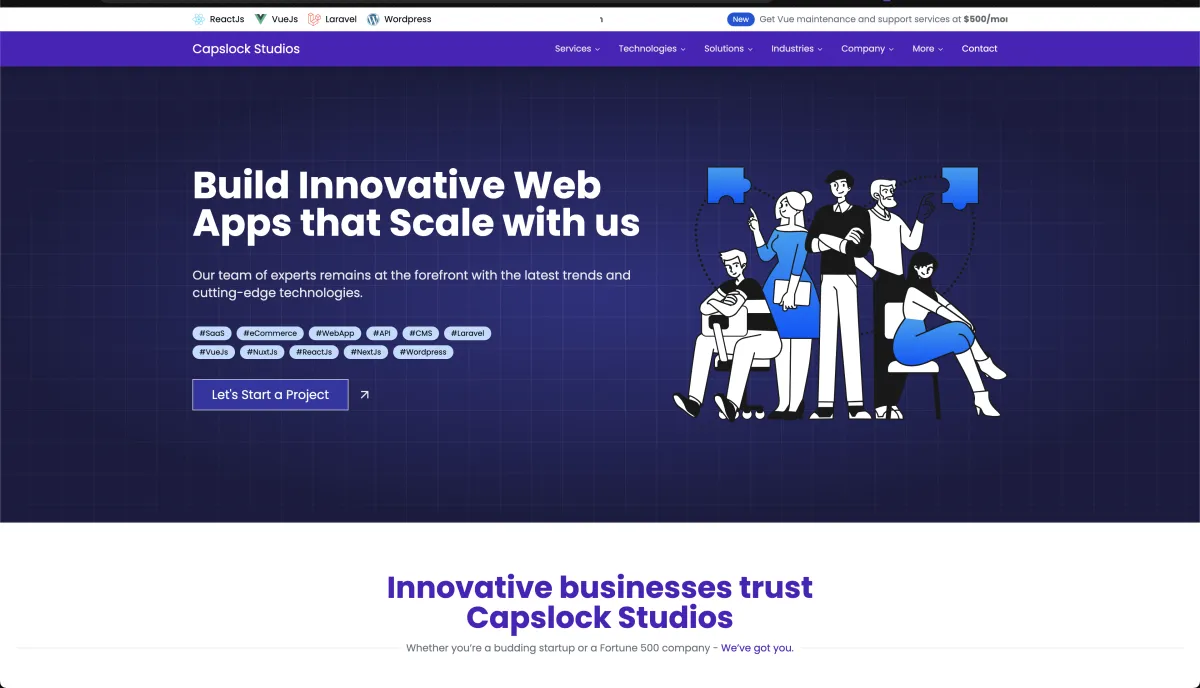 ReactJs VueJs Laravel Wordpress
New Get Vue maintenance and support services at $500/mo
Capslock Studios
Services Technologies Solutions Industries Company More Contact
Build Innovative Web
Apps that Scale with us
Our team of experts remains at the forefront with the latest trends and
cutting-edge technologies.
#SaaS #eCommerce #WebApp #API #CMS #Laravel
#VueJs #NuxtJs #ReactJs #NextJs #Wordpress
Let's Start a Project
Innovative businesses trust
Capslock Studios
Whether you're a budding startup or a Fortune 500 company - We've got you.